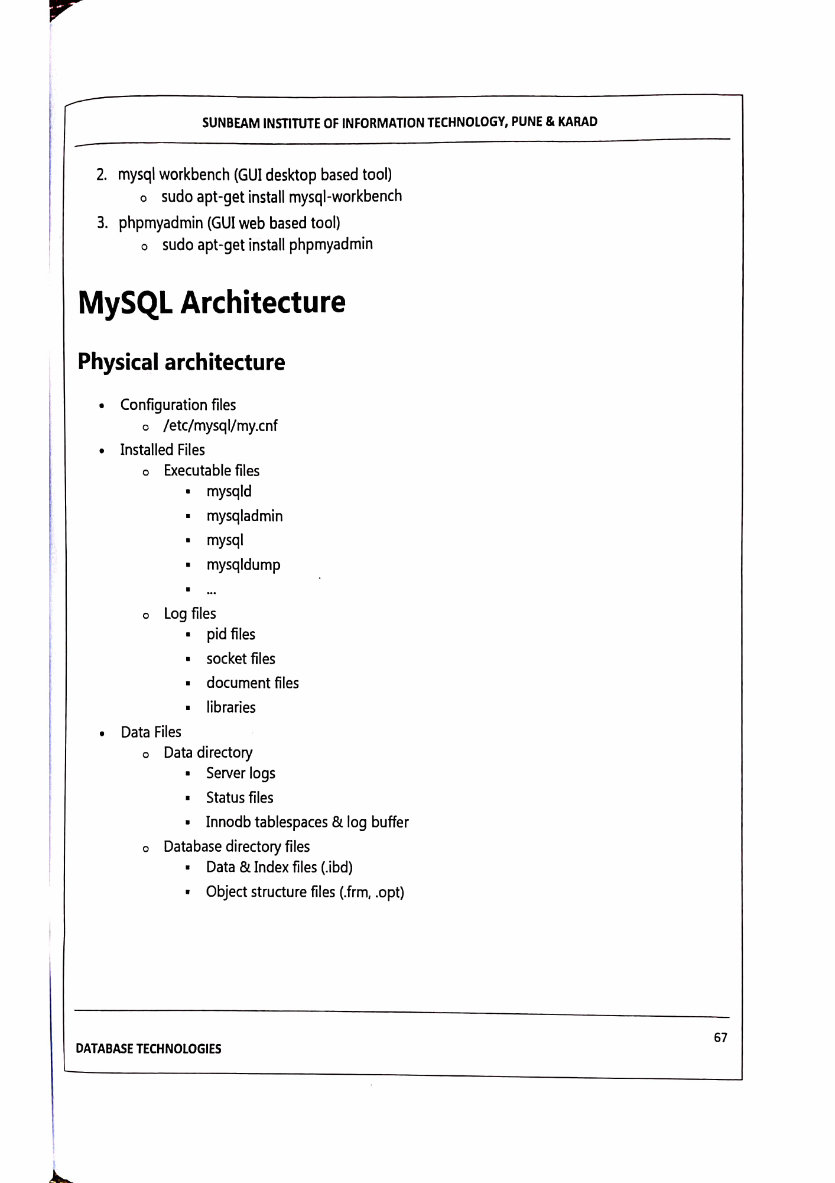 SUNBEAM INSTITUTE OF INFORMATION TECHNOLOGY, PUNE & KARAD
2. mysql workbench (GUI desktop based tool)
o sudo apt-get install mysql-workbench
3. phpmyadmin (GUI web based tool)
o sudo apt-get install phpmyadmin
MySQL Architecture
Physical architecture
• Configuration files
o /etc/mysql/my.cnf
• Installed Files
o Executable files
▪ mysqld
▪ mysqladmin
▪ mysql
▪ mysqldump
▪ ...
o Log files
▪ pid files
▪ socket files
▪ document files
▪ libraries
• Data Files
o Data directory
▪ Server logs
▪ Status files
▪ Innodb tablespaces & log buffer
o Database directory files
▪ Data & Index files (.ibd)
▪ Object structure files (.frm, .opt)
67
DATABASE TECHNOLOGIES